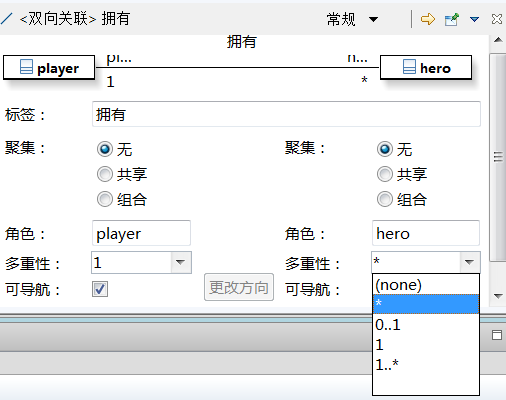 <双向关联> 拥有 常规
拥有
player pl... h... hero
1 *
标签： 拥有
聚集： 无 聚集： 无
共享 共享
组合 组合
角色： player 角色： hero
多重性： 1 多重性： *
可导航： 更改方向 可导航：
(none)
*
0..1
1
1..*